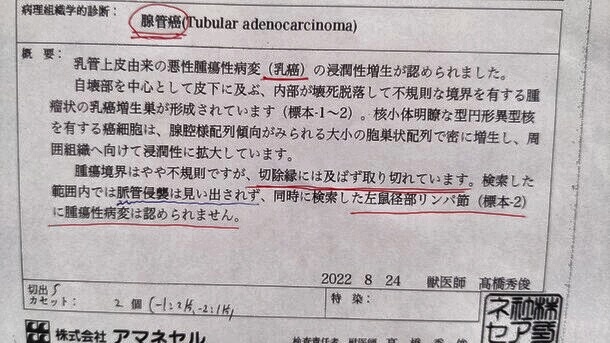 病理組織学的診断：
腺管癌(Tubular adenocarcinoma)
概 要：
乳管上皮由来の悪性腫瘍性病変（乳癌）の浸潤性増生が認められました。
自壊部を中心として皮下に及ぶ、内部が壊死脱落して不規則な境界を有する腫
瘤状の乳癌増生巣が形成されています（標本-1～2）。核小体明瞭な類円形異型核
を有する癌細胞は、腺腔様配列傾向がみられる大小の胞巣状配列で密に増生し、周
囲組織へ向けて浸潤性に拡大しています。
腫瘍境界はやや不規則ですが、切除縁には及ばず取り切れています。検索した
範囲内では脈管侵襲は見い出されず、同時に検索した左鼠径部リンパ節（標本-2）
に腫瘍性病変は認められません。
2022 8 24 獣医師 髙橋秀俊
切出し
カセット： 2 個 (-1:2ケ, -2:1ケ)
特 染：
株式会社 アマネセル
検査責任者 獣医師 髙 橋 秀 俊
株式会社アマネセル